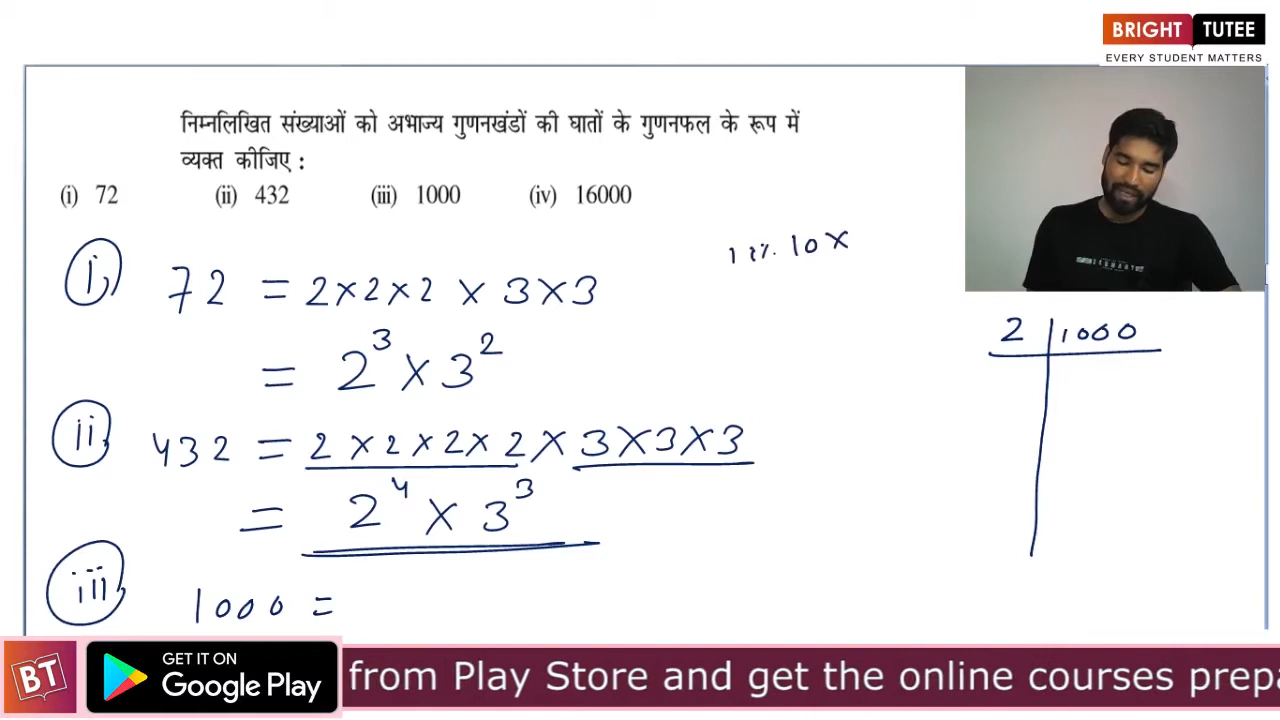 BRIGHT TUTEE
EVERY STUDENT MATTERS
निम्नलिखित संख्याओं को अभाज्य गुणनखंडों की घातों के गुणनफल के रूप में
व्यक्त कीजिए :
(i) 72 (ii) 432 (iii) 1000 (iv) 16000
10 X
i, 72 = 2 × 2 × 2 × 3 × 3
= 2³ × 3²
2 | 1000
ii, 432 = 2 × 2 × 2 × 2 × 3 × 3 × 3
= 2⁴ × 3³
iii, 1000 =
BT GET IT ON
Google Play
from Play Store and get the online courses prepa